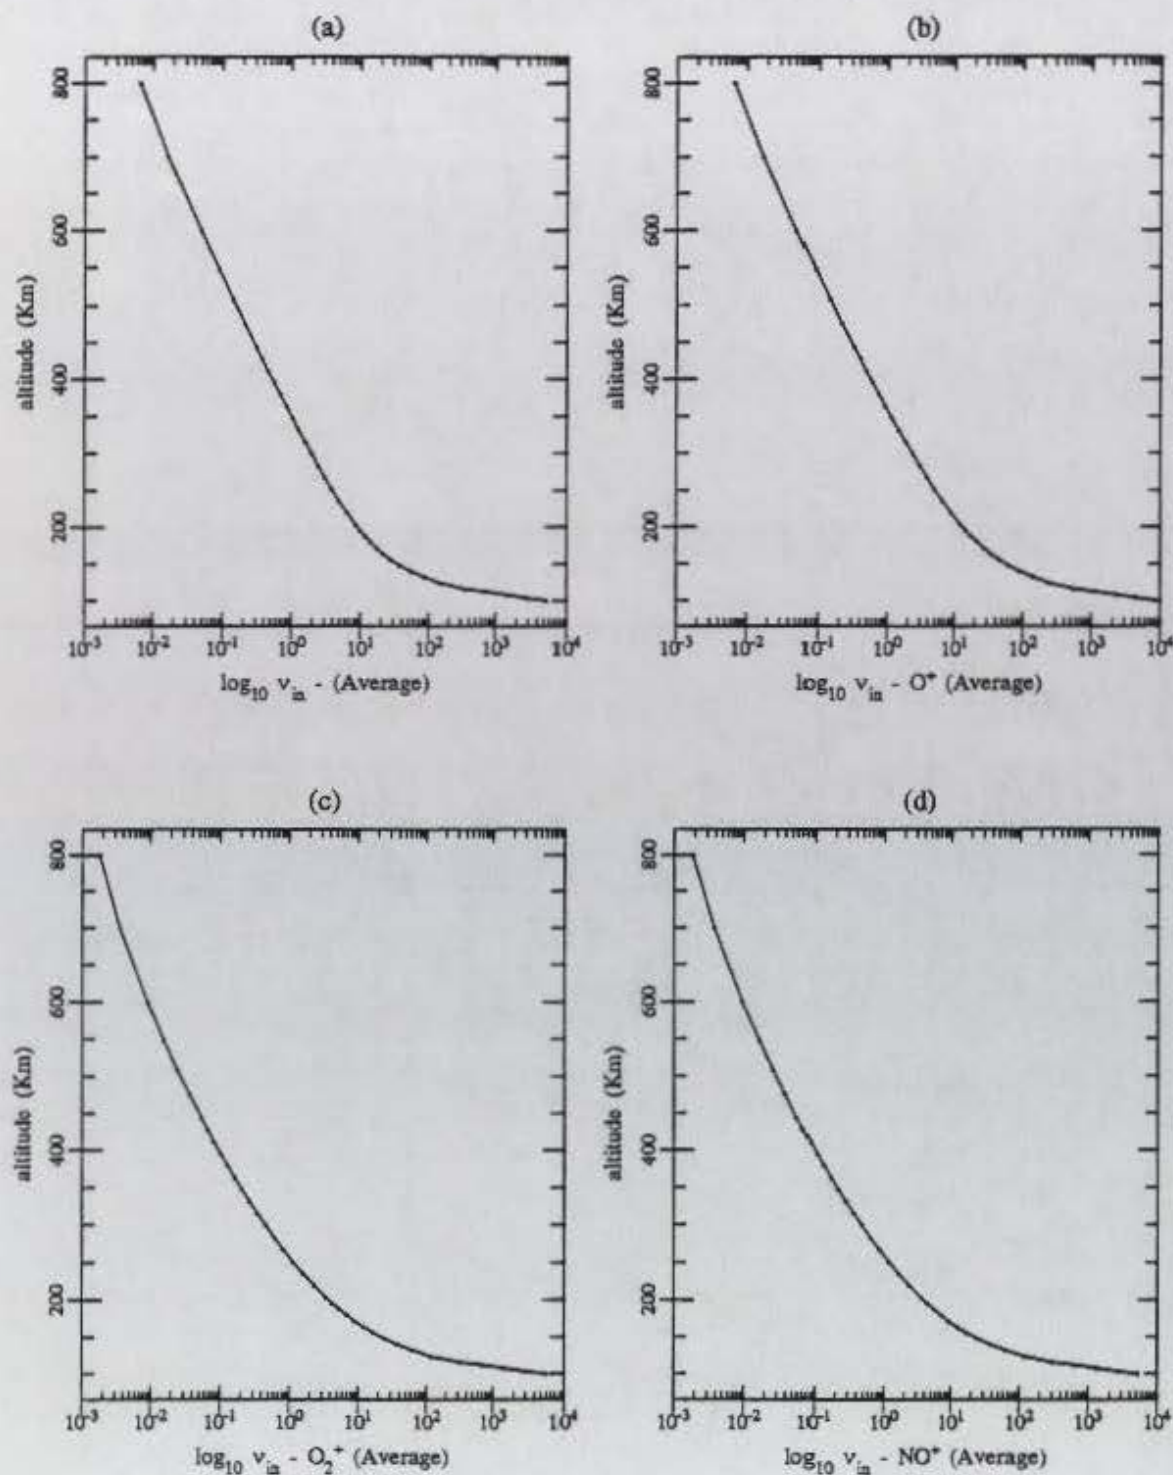 (a)
800
600
400
200
altitude (Km)
10⁻³ 10⁻² 10⁻¹ 10⁰ 10¹ 10² 10³ 10⁴
log₁₀ ν_in - (Average)
(b)
800
600
400
200
altitude (Km)
10⁻³ 10⁻² 10⁻¹ 10⁰ 10¹ 10² 10³ 10⁴
log₁₀ ν_in - O⁺ (Average)
(c)
800
600
400
200
altitude (Km)
10⁻³ 10⁻² 10⁻¹ 10⁰ 10¹ 10² 10³ 10⁴
log₁₀ ν_in - O₂⁺ (Average)
(d)
800
600
400
200
altitude (Km)
10⁻³ 10⁻² 10⁻¹ 10⁰ 10¹ 10² 10³ 10⁴
log₁₀ ν_in - NO⁺ (Average)